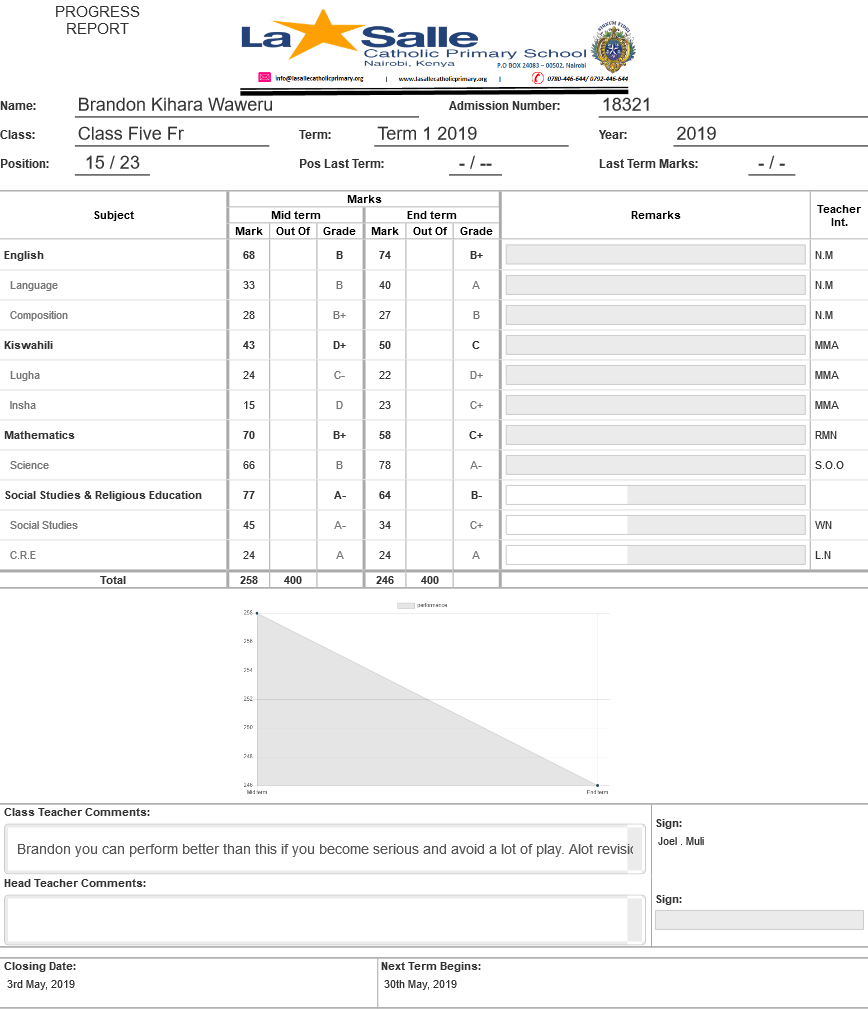 PROGRESS
REPORT
La Salle
Catholic Primary School
Nairobi, Kenya
P.O BOX 24083 – 00502, Nairobi
info@lasallecatholicprimary.org | www.lasallecatholicprimary.org | 0780-446-644/ 0792-446-644
Name: Brandon Kihara Waweru Admission Number: 18321
Class: Class Five Fr Term: Term 1 2019 Year: 2019
Position: 15 / 23 Pos Last Term: - / -- Last Term Marks: - / -
Marks
Subject Mid term End term Remarks Teacher Int.
Mark Out Of Grade Mark Out Of Grade
English 68 B 74 B+ N.M
Language 33 B 40 A N.M
Composition 28 B+ 27 B N.M
Kiswahili 43 D+ 50 C MMA
Lugha 24 C- 22 D+ MMA
Insha 15 D 23 C+ MMA
Mathematics 70 B+ 58 C+ RMN
Science 66 B 78 A- S.O.O
Social Studies & Religious Education 77 A- 64 B-
Social Studies 45 A- 34 C+ WN
C.R.E 24 A 24 A L.N
Total 258 400 246 400
performance
258
256
254
252
250
248
246
Mid term End term
Class Teacher Comments:
Brandon you can perform better than this if you become serious and avoid a lot of play. Alot revisio
Sign:
Joel . Muli
Head Teacher Comments:
Sign:
Closing Date: Next Term Begins:
3rd May, 2019 30th May, 2019